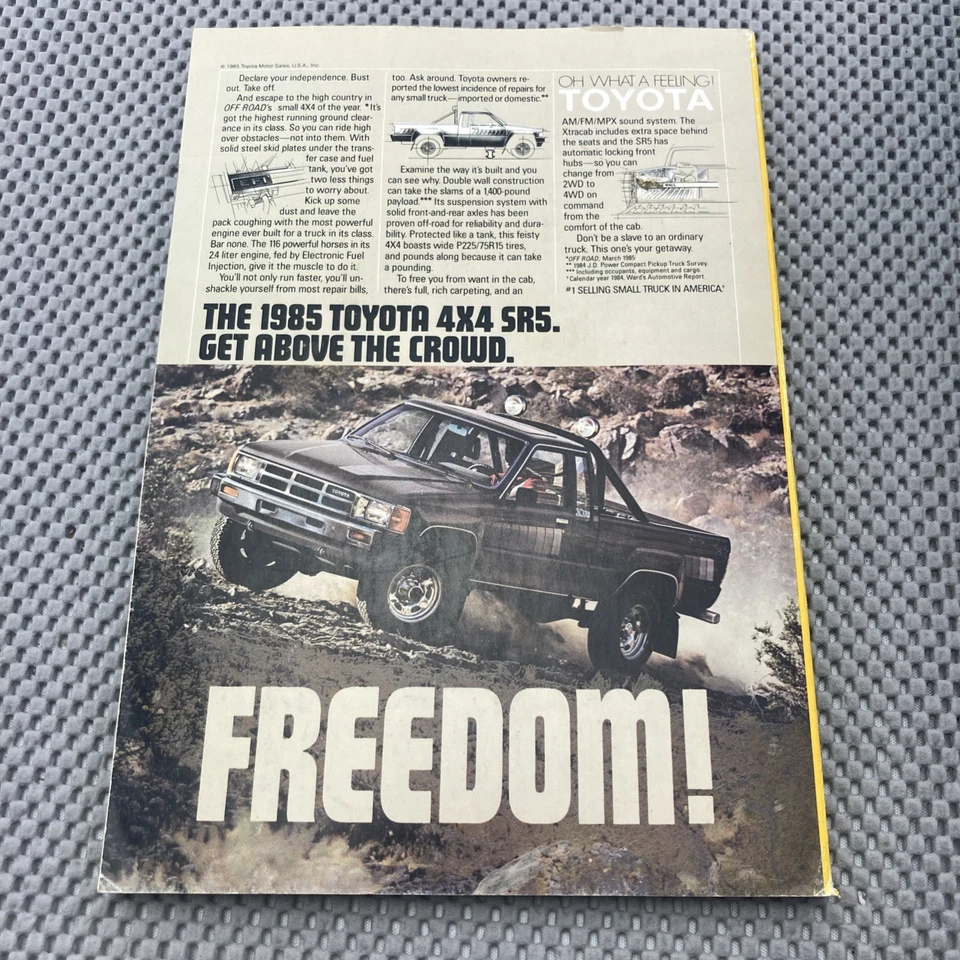 © 1985 Toyota Motor Sales, U.S.A., Inc.
Declare your independence. Bust
out. Take off.
And escape to the high country in
OFF ROAD's small 4X4 of the year. * It's
got the highest running ground clear-
ance in its class. So you can ride high
over obstacles—not into them. With
solid steel skid plates under the trans-
fer case and fuel
tank, you've got
two less things
to worry about.
Kick up some
dust and leave the
pack coughing with the most powerful
engine ever built for a truck in its class.
Bar none. The 116 powerful horses in its
2.4 liter engine, fed by Electronic Fuel
Injection, give it the muscle to do it.
You'll not only run faster, you'll un-
shackle yourself from most repair bills,
EFI
too. Ask around. Toyota owners re-
ported the lowest incidence of repairs for
any small truck—imported or domestic.**
Examine the way it's built and you
can see why. Double wall construction
can take the slams of a 1,400-pound
payload.*** Its suspension system with
solid front-and-rear axles has been
proven off-road for reliability and dura-
bility. Protected like a tank, this feisty
4X4 boasts wide P225/75R15 tires,
and pounds along because it can take
a pounding.
To free you from want in the cab,
there's full, rich carpeting, and an
OH WHAT A FEELING!
TOYOTA
AM/FM/MPX sound system. The
Xtracab includes extra space behind
the seats and the SR5 has
automatic locking front
hubs—so you can
change from
2WD to
4WD on
command
from the
comfort of the cab.
Don't be a slave to an ordinary
truck. This one's your getaway.
*OFF ROAD, March 1985
** 1984 J.D. Power Compact Pickup Truck Survey
*** Including occupants, equipment and cargo.
†Calendar year 1984, Ward's Automotive Report.
#1 SELLING SMALL TRUCK IN AMERICA.†
THE 1985 TOYOTA 4X4 SR5.
GET ABOVE THE CROWD.
TOYOTA
FREEDOM!